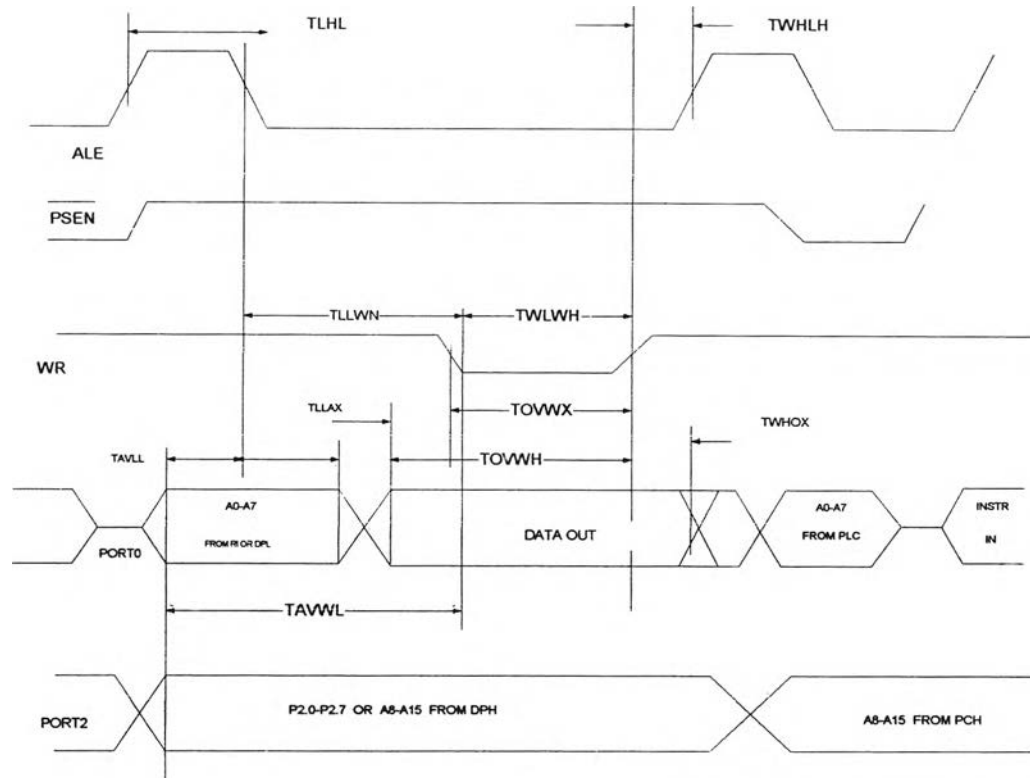 TLHL
TWHLH
ALE
PSEN
TLLWN
TWLWH
WR
TLLAX
TOVWX
TWHOX
TAVLL
TOVWH
A0-A7
FROM RI OR DPL
PORT0
DATA OUT
A0-A7
FROM PLC
INSTR
IN
TAVWL
P2.0-P2.7 OR A8-A15 FROM DPH
PORT2
A8-A15 FROM PCH